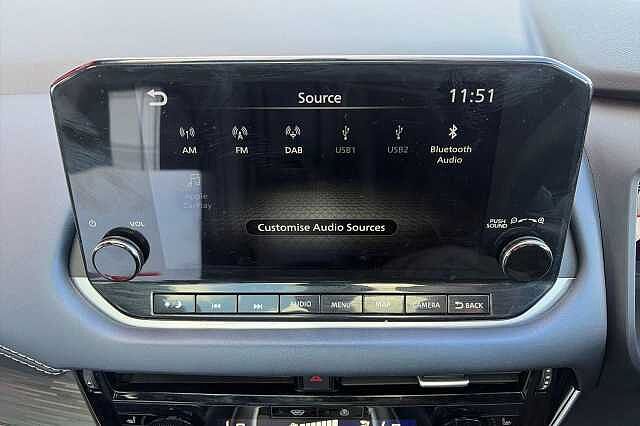 Source
11:51
AM
FM
DAB
USB1
USB2
Bluetooth
Audio
Apple
CarPlay
Customise Audio Sources
VOL
PUSH
SOUND
AUDIO
MENU
MAP
CAMERA
BACK